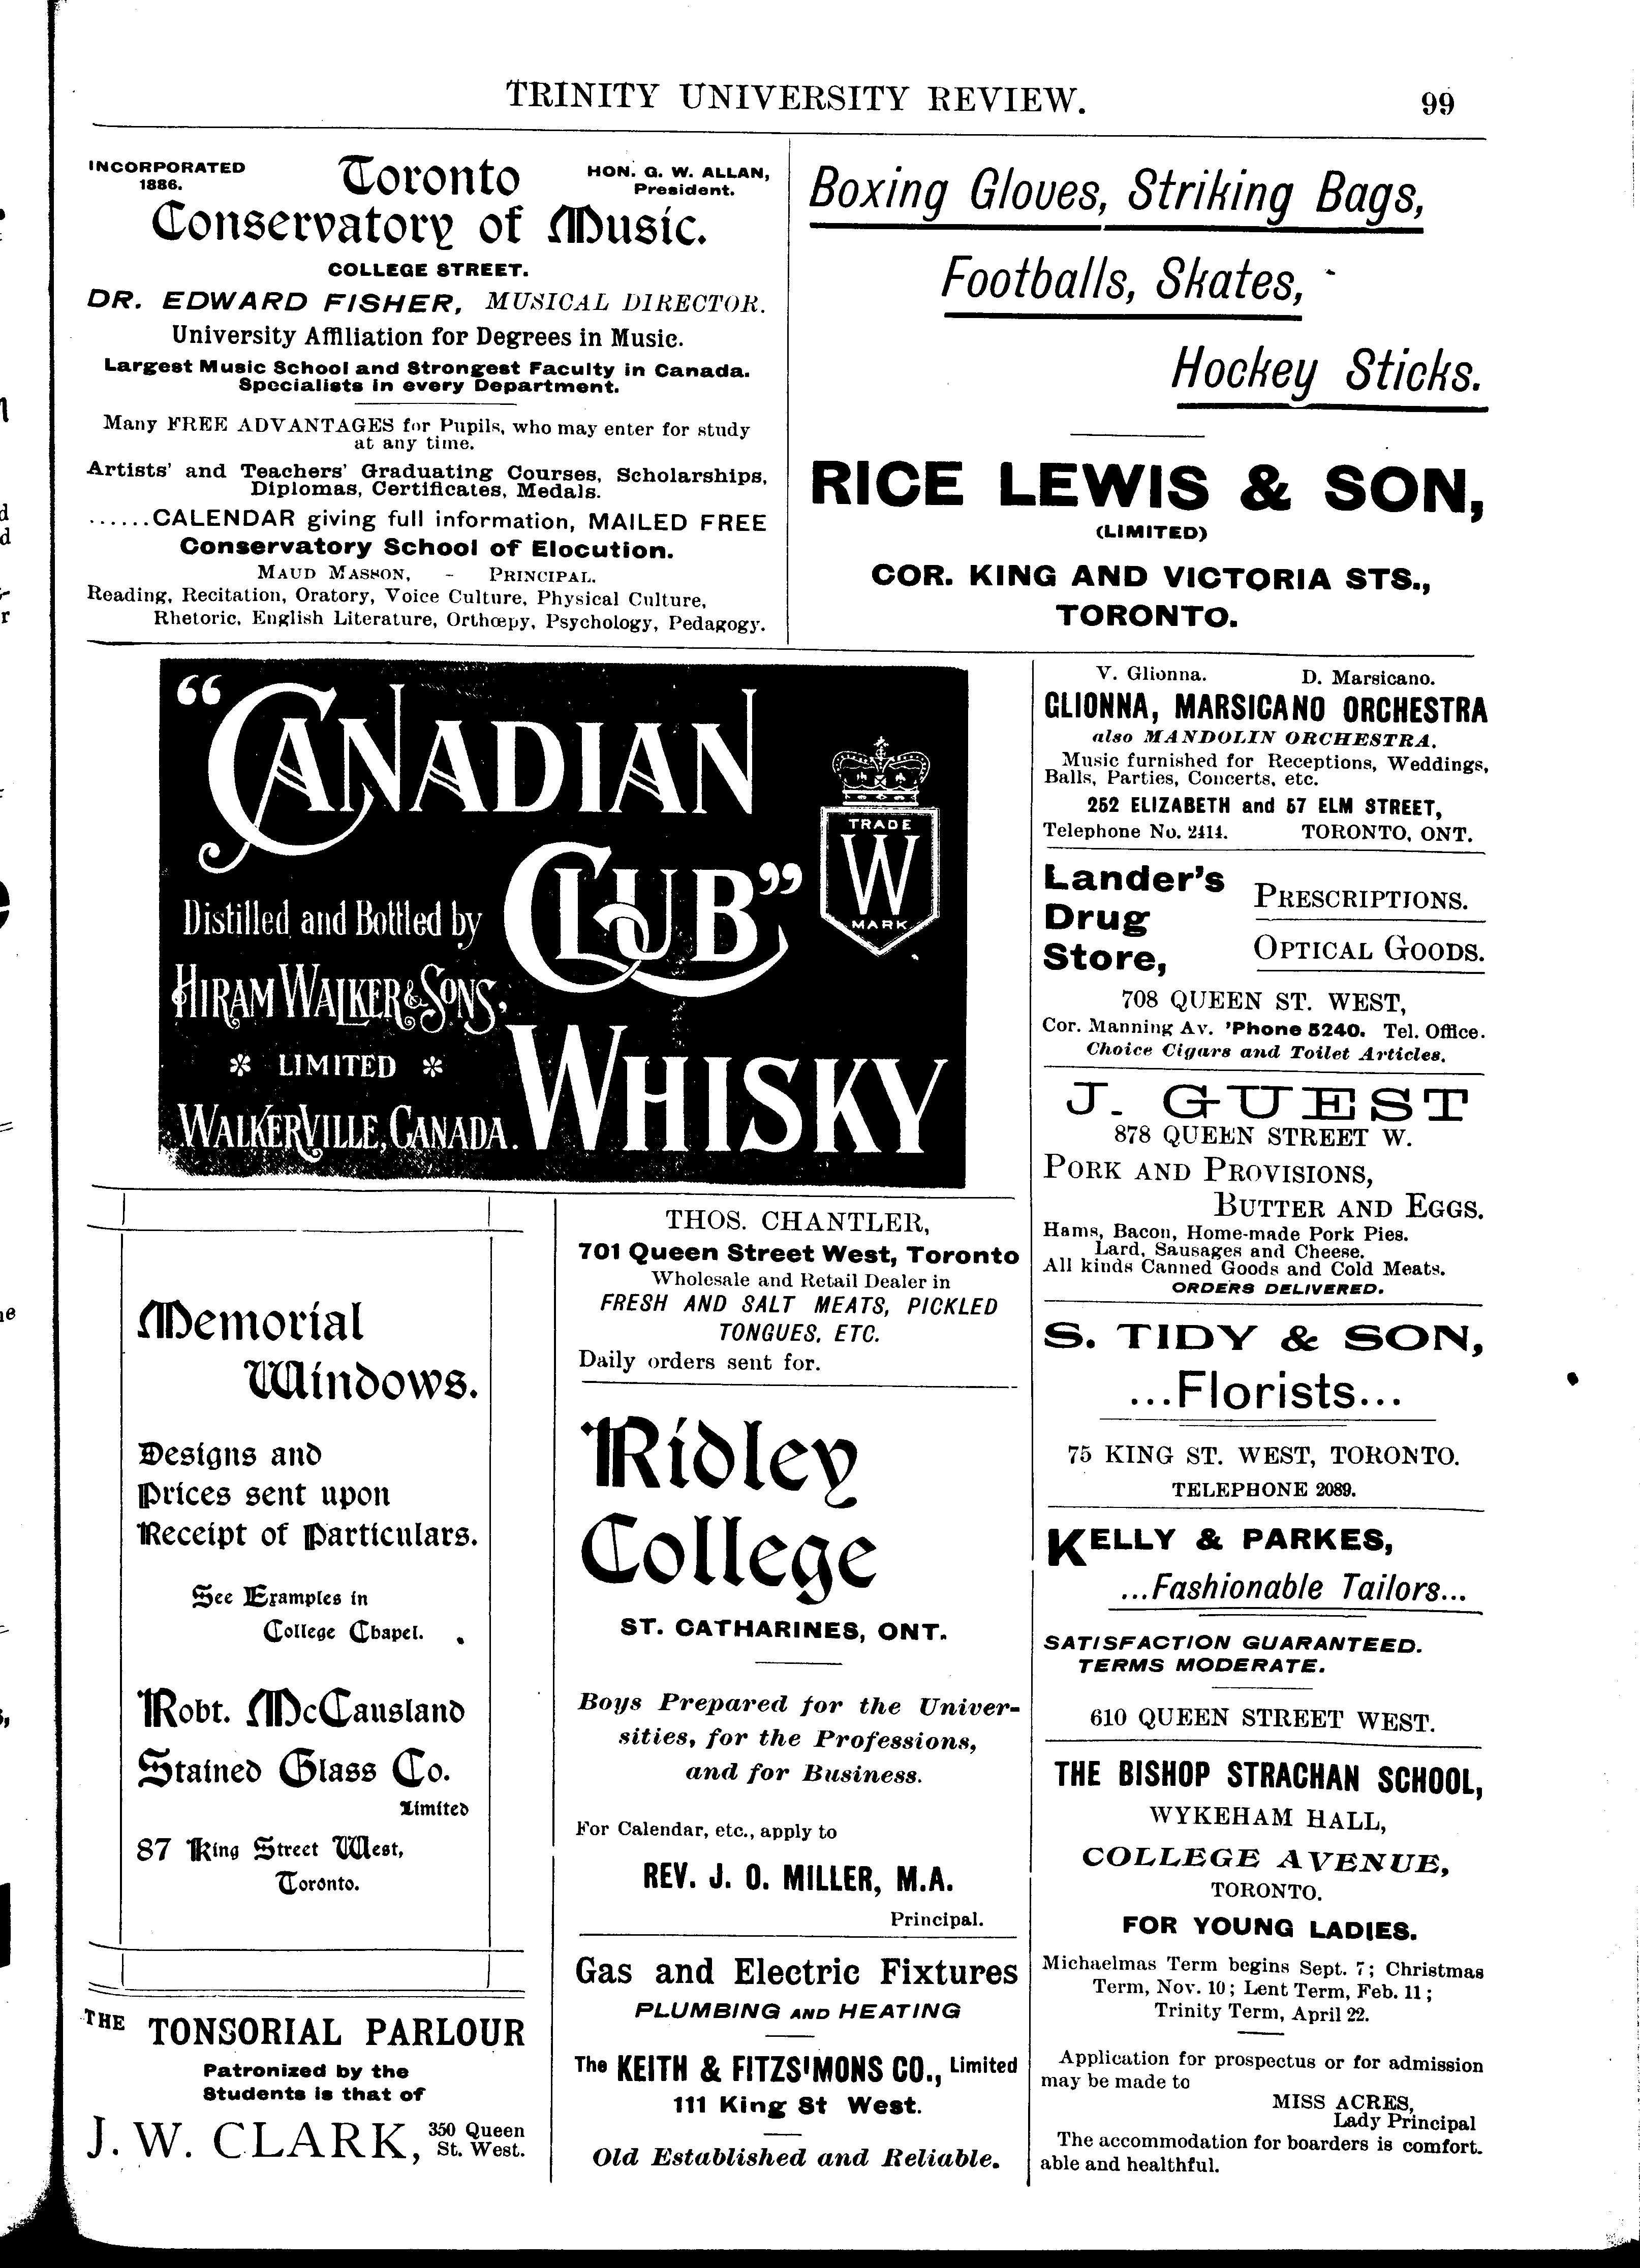 TRINITY UNIVERSITY REVIEW. 99
INCORPORATED
1886.
HON. G. W. ALLAN,
President.
Toronto
Conservatory of Music.
COLLEGE STREET.
DR. EDWARD FISHER, MUSICAL DIRECTOR.
University Affiliation for Degrees in Music.
Largest Music School and Strongest Faculty in Canada.
Specialists in every Department.
Many FREE ADVANTAGES for Pupils, who may enter for study
at any time.
Artists' and Teachers' Graduating Courses, Scholarships,
Diplomas, Certificates, Medals.
......CALENDAR giving full information, MAILED FREE
Conservatory School of Elocution.
MAUD MASSON, - PRINCIPAL.
Reading, Recitation, Oratory, Voice Culture, Physical Culture,
Rhetoric, English Literature, Orthœpy, Psychology, Pedagogy.
Boxing Gloves, Striking Bags,
Footballs, Skates,
Hockey Sticks.
RICE LEWIS & SON,
(LIMITED)
COR. KING AND VICTORIA STS.,
TORONTO.
"CANADIAN
CLUB"
WHISKY
Distilled and Bottled by
HIRAM WALKER & SONS,
LIMITED
WALKERVILLE, CANADA.
TRADE
W
MARK
V. Glionna. D. Marsicano.
GLIONNA, MARSICANO ORCHESTRA
also MANDOLIN ORCHESTRA.
Music furnished for Receptions, Weddings,
Balls, Parties, Concerts, etc.
252 ELIZABETH and 57 ELM STREET,
Telephone No. 2414. TORONTO, ONT.
Lander's
Drug
Store,
PRESCRIPTIONS.
OPTICAL GOODS.
708 QUEEN ST. WEST,
Cor. Manning Av. 'Phone 5240. Tel. Office.
Choice Cigars and Toilet Articles.
J. GUEST
878 QUEEN STREET W.
PORK AND PROVISIONS,
BUTTER AND EGGS.
Hams, Bacon, Home-made Pork Pies.
Lard, Sausages and Cheese.
All kinds Canned Goods and Cold Meats.
ORDERS DELIVERED.
S. TIDY & SON,
...Florists...
75 KING ST. WEST, TORONTO.
TELEPHONE 2089.
KELLY & PARKES,
...Fashionable Tailors...
SATISFACTION GUARANTEED.
TERMS MODERATE.
610 QUEEN STREET WEST.
THE BISHOP STRACHAN SCHOOL,
WYKEHAM HALL,
COLLEGE AVENUE,
TORONTO.
FOR YOUNG LADIES.
Michaelmas Term begins Sept. 7; Christmas
Term, Nov. 10; Lent Term, Feb. 11;
Trinity Term, April 22.
Application for prospectus or for admission
may be made to
MISS ACRES,
Lady Principal
The accommodation for boarders is comfort.
able and healthful.
Memorial
Windows.
Designs and
Prices sent upon
Receipt of Particulars.
See Examples in
College Chapel.
Robt. McCausland
Stained Glass Co.
Limited
87 King Street West,
Toronto.
THE TONSORIAL PARLOUR
Patronized by the
Students is that of
J. W. CLARK, 350 Queen
St. West.
THOS. CHANTLER,
701 Queen Street West, Toronto
Wholesale and Retail Dealer in
FRESH AND SALT MEATS, PICKLED
TONGUES, ETC.
Daily orders sent for.
Ridley
College
ST. CATHARINES, ONT.
Boys Prepared for the Univer-
sities, for the Professions,
and for Business.
For Calendar, etc., apply to
REV. J. O. MILLER, M.A.
Principal.
Gas and Electric Fixtures
PLUMBING AND HEATING
The KEITH & FITZSIMONS CO., Limited
111 King St West.
Old Established and Reliable.